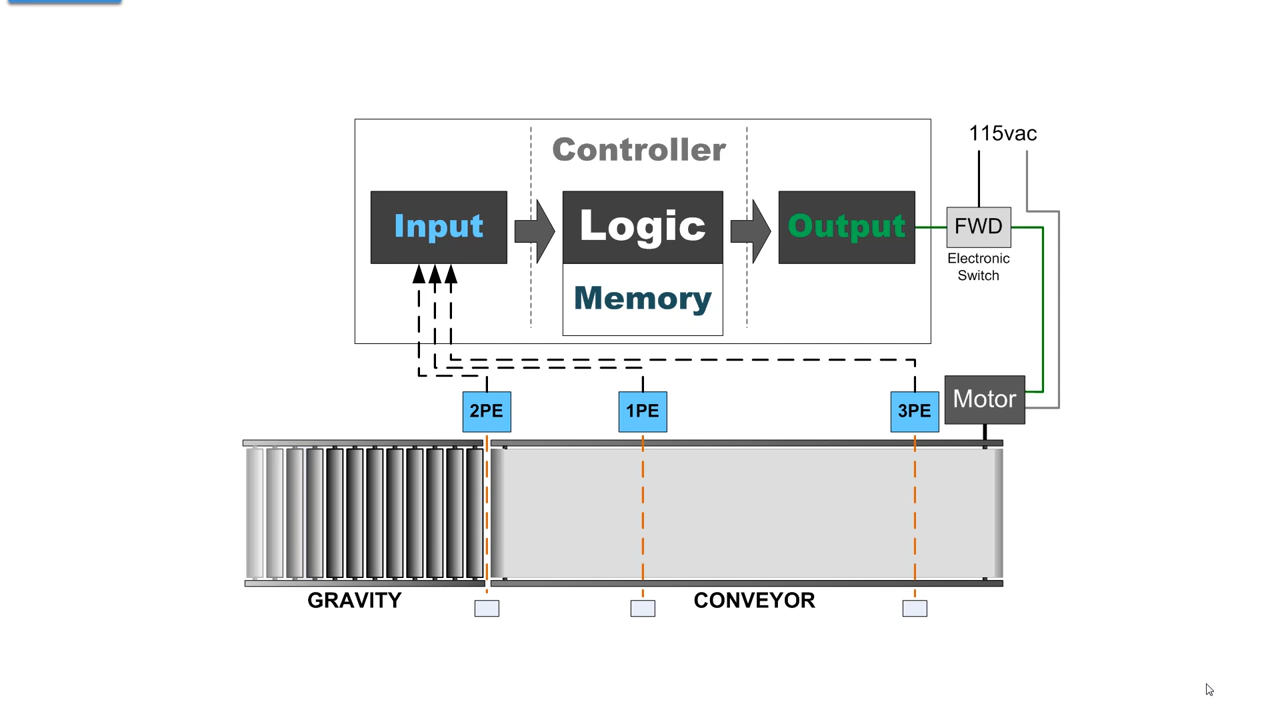 115vac
Controller
Input
Logic
Output
FWD
Electronic
Switch
Memory
2PE
1PE
3PE
Motor
GRAVITY
CONVEYOR